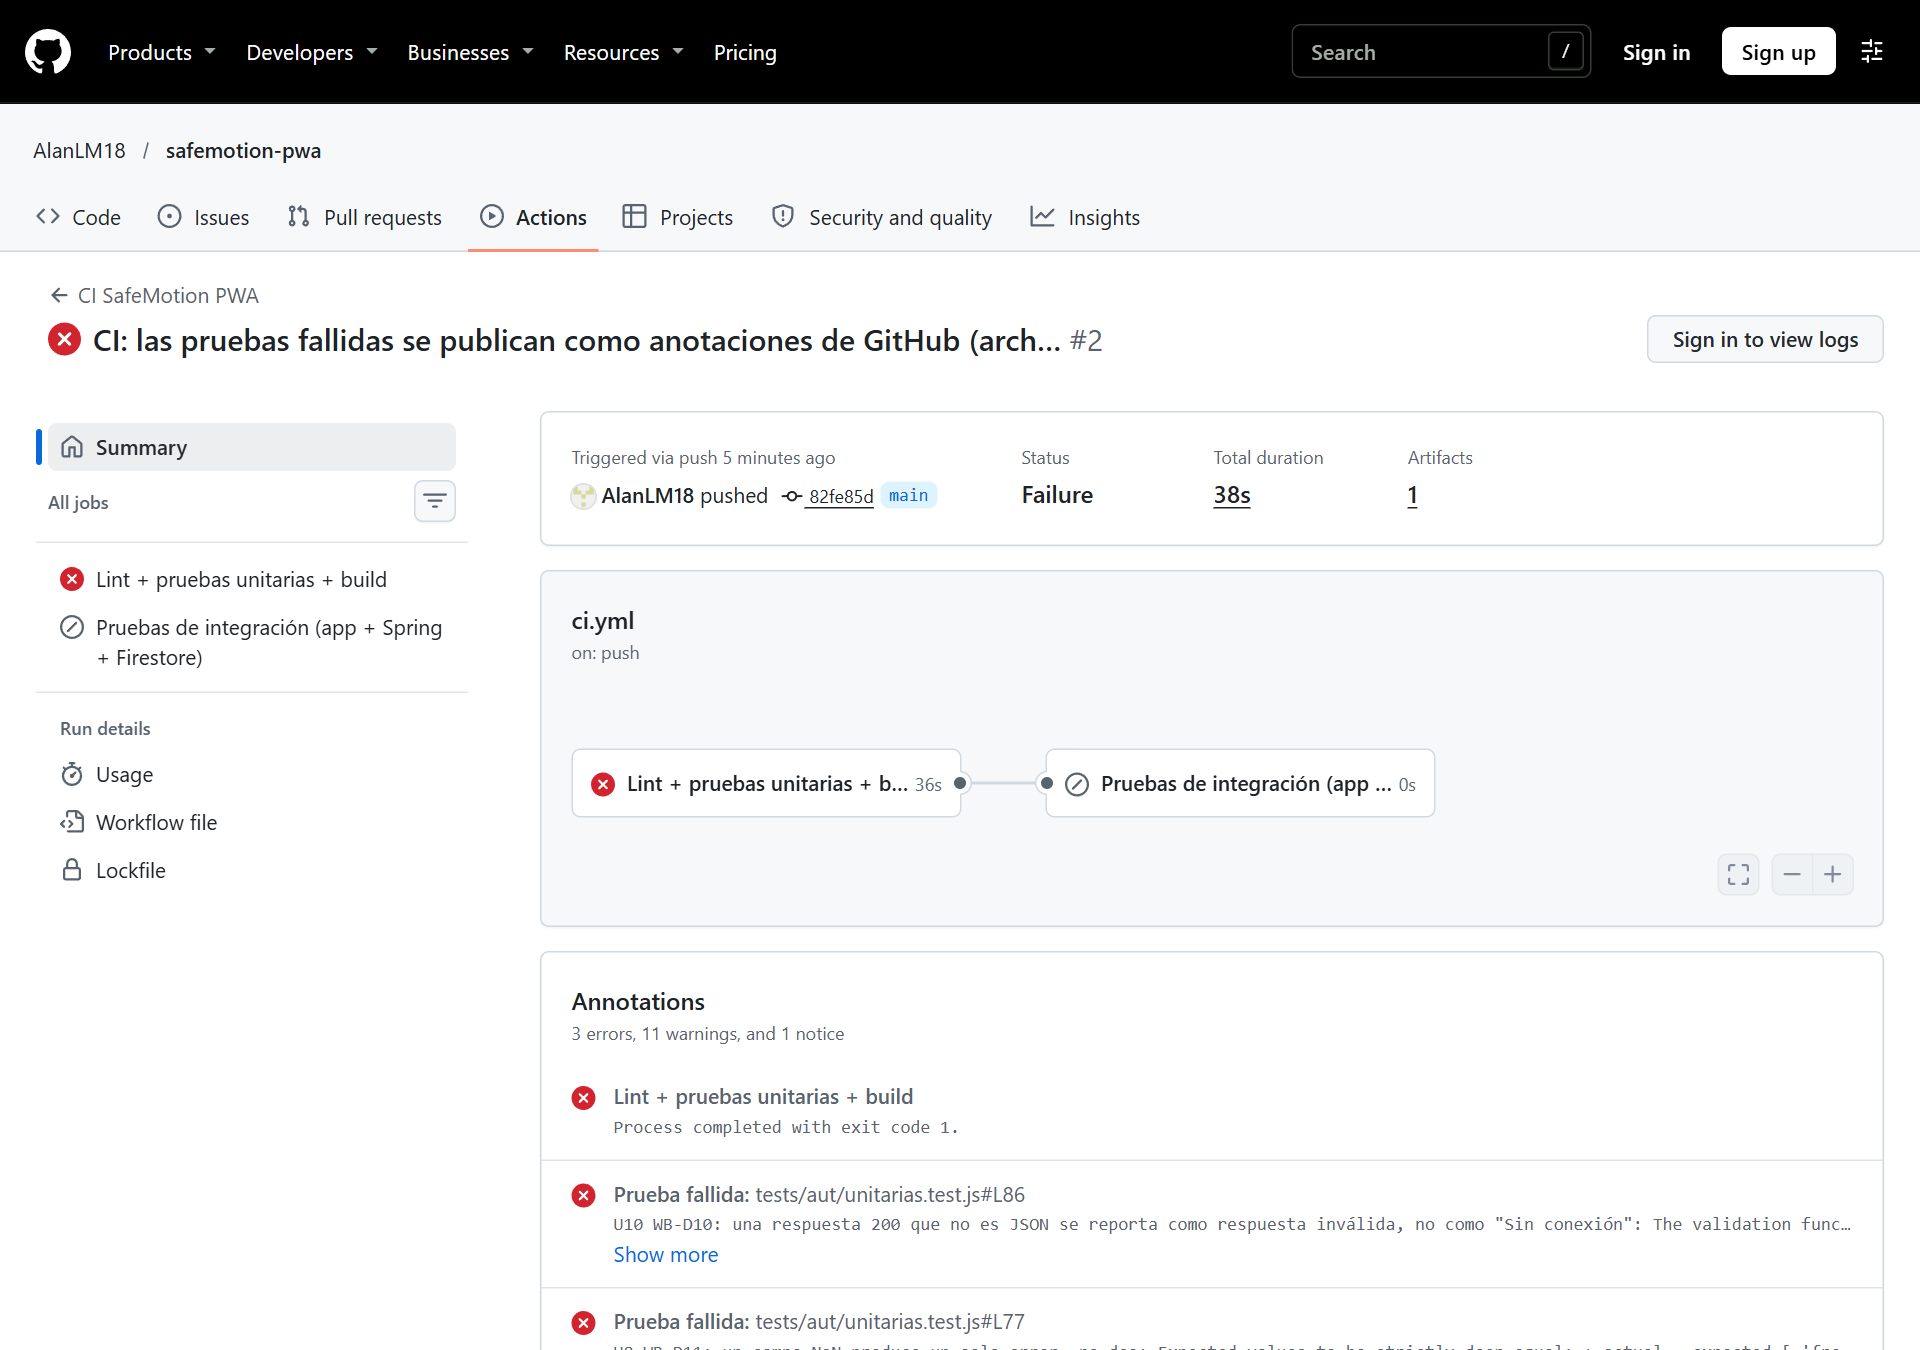 Products Developers Businesses Resources Pricing Search / Sign in Sign up
AlanLM18 / safemotion-pwa
Code Issues Pull requests Actions Projects Security and quality Insights
CI SafeMotion PWA
CI: las pruebas fallidas se publican como anotaciones de GitHub (arch... #2
Sign in to view logs
Summary
All jobs
Lint + pruebas unitarias + build
Pruebas de integración (app + Spring
+ Firestore)
Run details
Usage
Workflow file
Lockfile
Triggered via push 5 minutes ago
AlanLM18 pushed 82fe85d main
Status
Failure
Total duration
38s
Artifacts
1
ci.yml
on: push
Lint + pruebas unitarias + b... 36s
Pruebas de integración (app ... 0s
Annotations
3 errors, 11 warnings, and 1 notice
Lint + pruebas unitarias + build
Process completed with exit code 1.
Prueba fallida: tests/aut/unitarias.test.js#L86
U10 WB-D10: una respuesta 200 que no es JSON se reporta como respuesta inválida, no como "Sin conexión": The validation func…
Show more
Prueba fallida: tests/aut/unitarias.test.js#L77